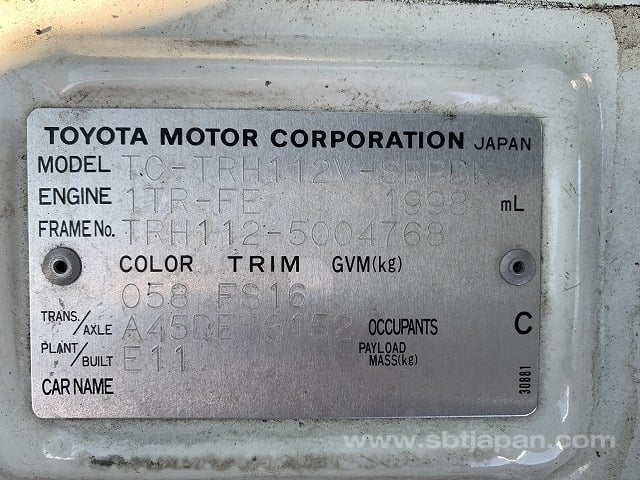 TOYOTA MOTOR CORPORATION JAPAN
MODEL TC-TRH112V-SRPDK
ENGINE 1TR-FE 1998 mL
FRAME No. TRH112-5004768
COLOR TRIM GVM(kg)
058 FS16
TRANS./AXLE A45DE G152 OCCUPANTS C
PLANT/BUILT E11 PAYLOAD MASS(kg)
CAR NAME
30881
www.sbtjapan.com